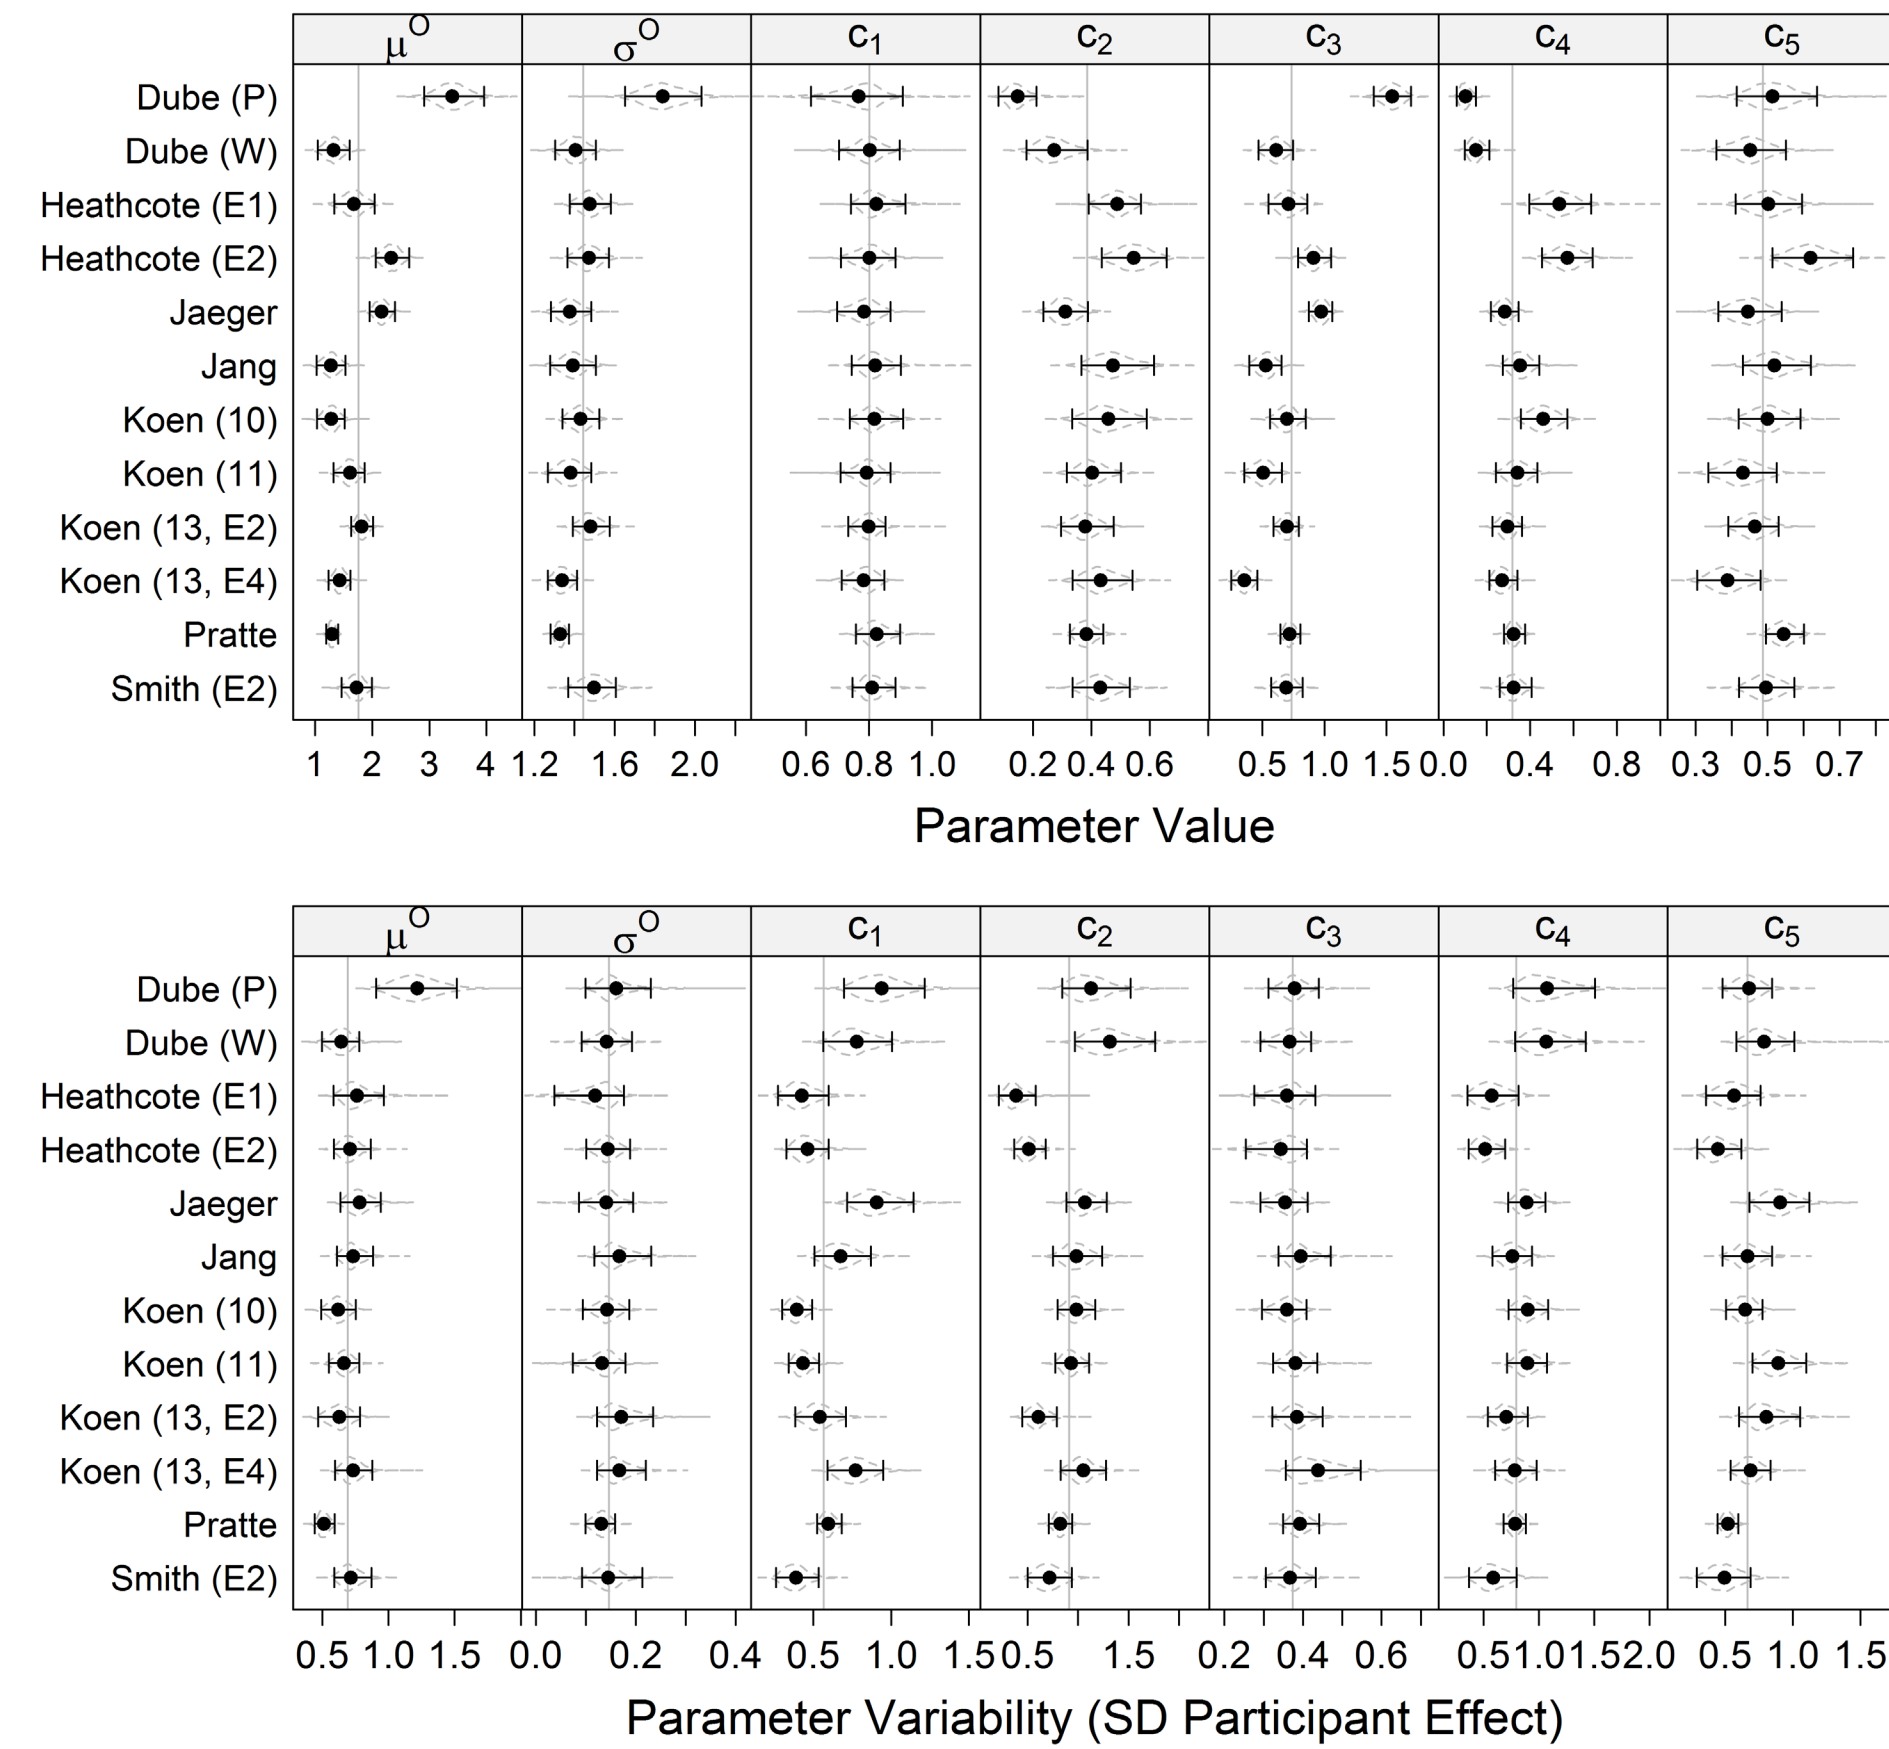 μO σO c1 c2 c3 c4 c5
Dube (P)
Dube (W)
Heathcote (E1)
Heathcote (E2)
Jaeger
Jang
Koen (10)
Koen (11)
Koen (13, E2)
Koen (13, E4)
Pratte
Smith (E2)
1 2 3 4 1.2 1.6 2.0 0.6 0.8 1.0 0.2 0.4 0.6 0.5 1.0 1.5 0.0 0.4 0.8 0.3 0.5 0.7
Parameter Value
μO σO c1 c2 c3 c4 c5
Dube (P)
Dube (W)
Heathcote (E1)
Heathcote (E2)
Jaeger
Jang
Koen (10)
Koen (11)
Koen (13, E2)
Koen (13, E4)
Pratte
Smith (E2)
0.5 1.0 1.5 0.0 0.2 0.4 0.5 1.0 1.5 0.5 1.5 0.2 0.4 0.6 0.5 1.0 1.5 2.0 0.5 1.0 1.5
Parameter Variability (SD Participant Effect)